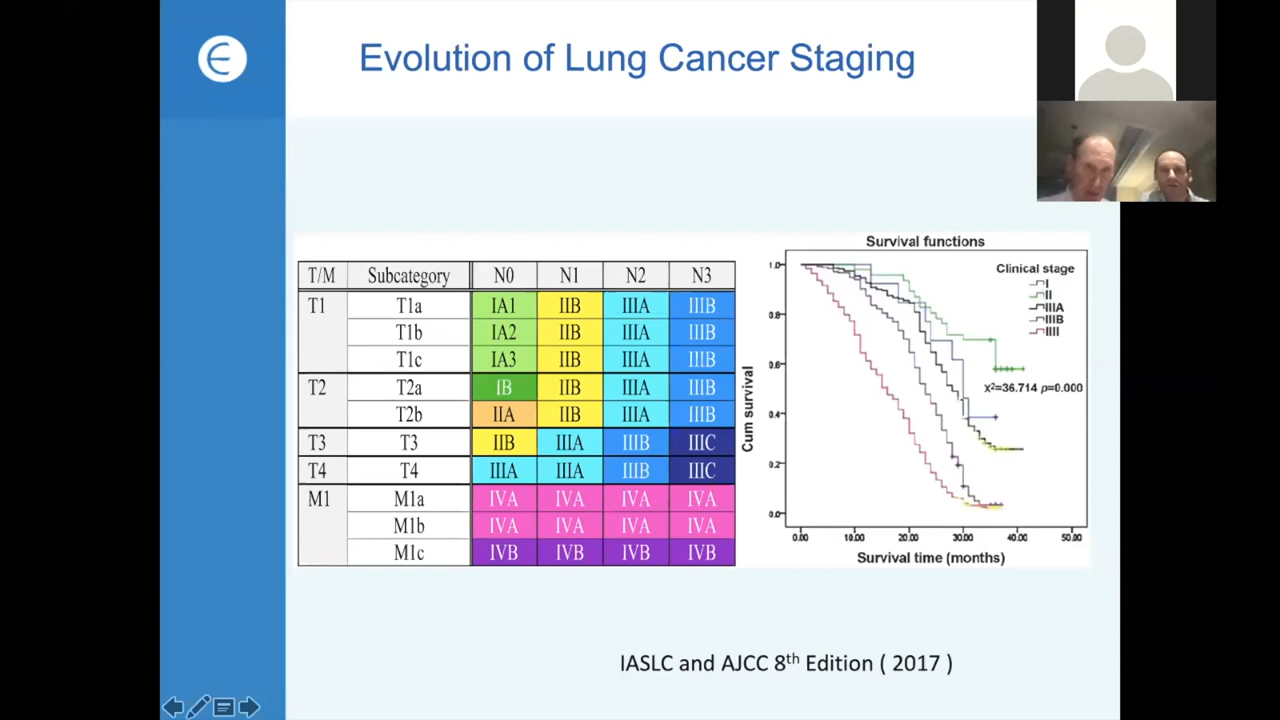 Evolution of Lung Cancer Staging
T/M Subcategory N0 N1 N2 N3
T1 T1a IA1 IIB IIIA IIIB
T1b IA2 IIB IIIA IIIB
T1c IA3 IIB IIIA IIIB
T2 T2a IB IIB IIIA IIIB
T2b IIA IIB IIIA IIIB
T3 T3 IIB IIIA IIIB IIIC
T4 T4 IIIA IIIA IIIB IIIC
M1 M1a IVA IVA IVA IVA
M1b IVA IVA IVA IVA
M1c IVB IVB IVB IVB
Survival functions
Clinical stage
I
II
IIIA
IIIB
IIII
χ²=36.714 p=0.000
Cum survival
1.0
0.8
0.6
0.4
0.2
0.0
0.00 10.00 20.00 30.00 40.00 50.00
Survival time (months)
IASLC and AJCC 8th Edition ( 2017 )